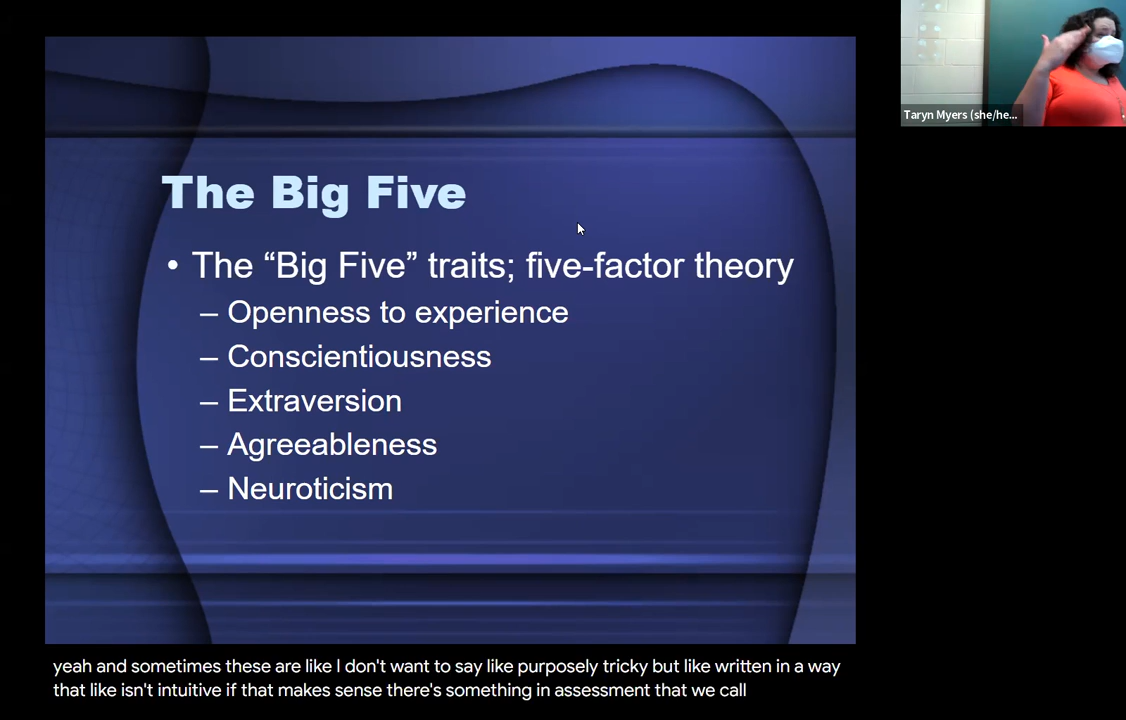 Taryn Myers (she/he...
The Big Five
• The “Big Five” traits; five-factor theory
– Openness to experience
– Conscientiousness
– Extraversion
– Agreeableness
– Neuroticism
yeah and sometimes these are like I don't want to say like purposely tricky but like written in a way
that like isn't intuitive if that makes sense there's something in assessment that we call